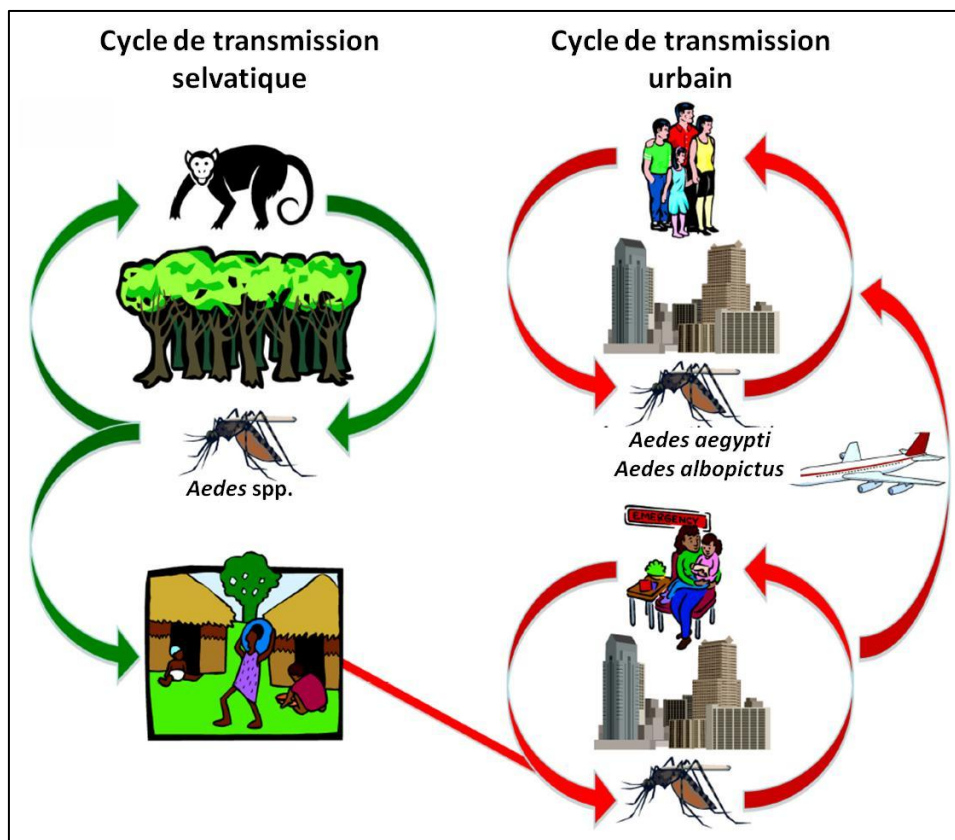 Cycle de transmission
selvatique
Cycle de transmission
urbain
Aedes aegypti
Aedes albopictus
Aedes spp.
EMERGENCY